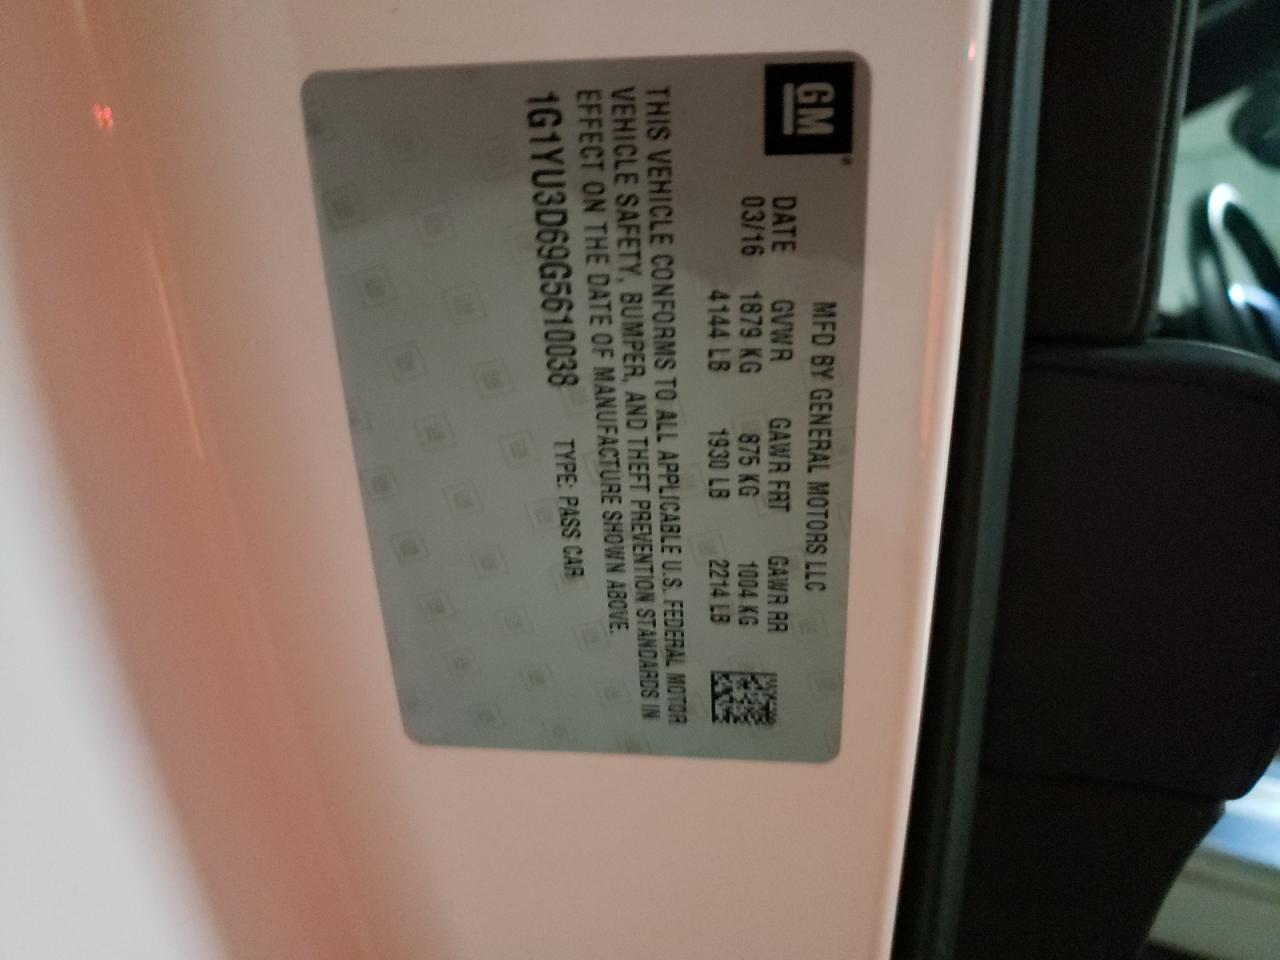 GM
MFD BY GENERAL MOTORS LLC
DATE GVWR GAWR FRT GAWR RR
03/16 1879 KG 875 KG 1004 KG
4144 LB 1930 LB 2214 LB
THIS VEHICLE CONFORMS TO ALL APPLICABLE U.S. FEDERAL MOTOR
VEHICLE SAFETY, BUMPER, AND THEFT PREVENTION STANDARDS IN
EFFECT ON THE DATE OF MANUFACTURE SHOWN ABOVE.
1G1YU3D69G5610038 TYPE: PASS CAR